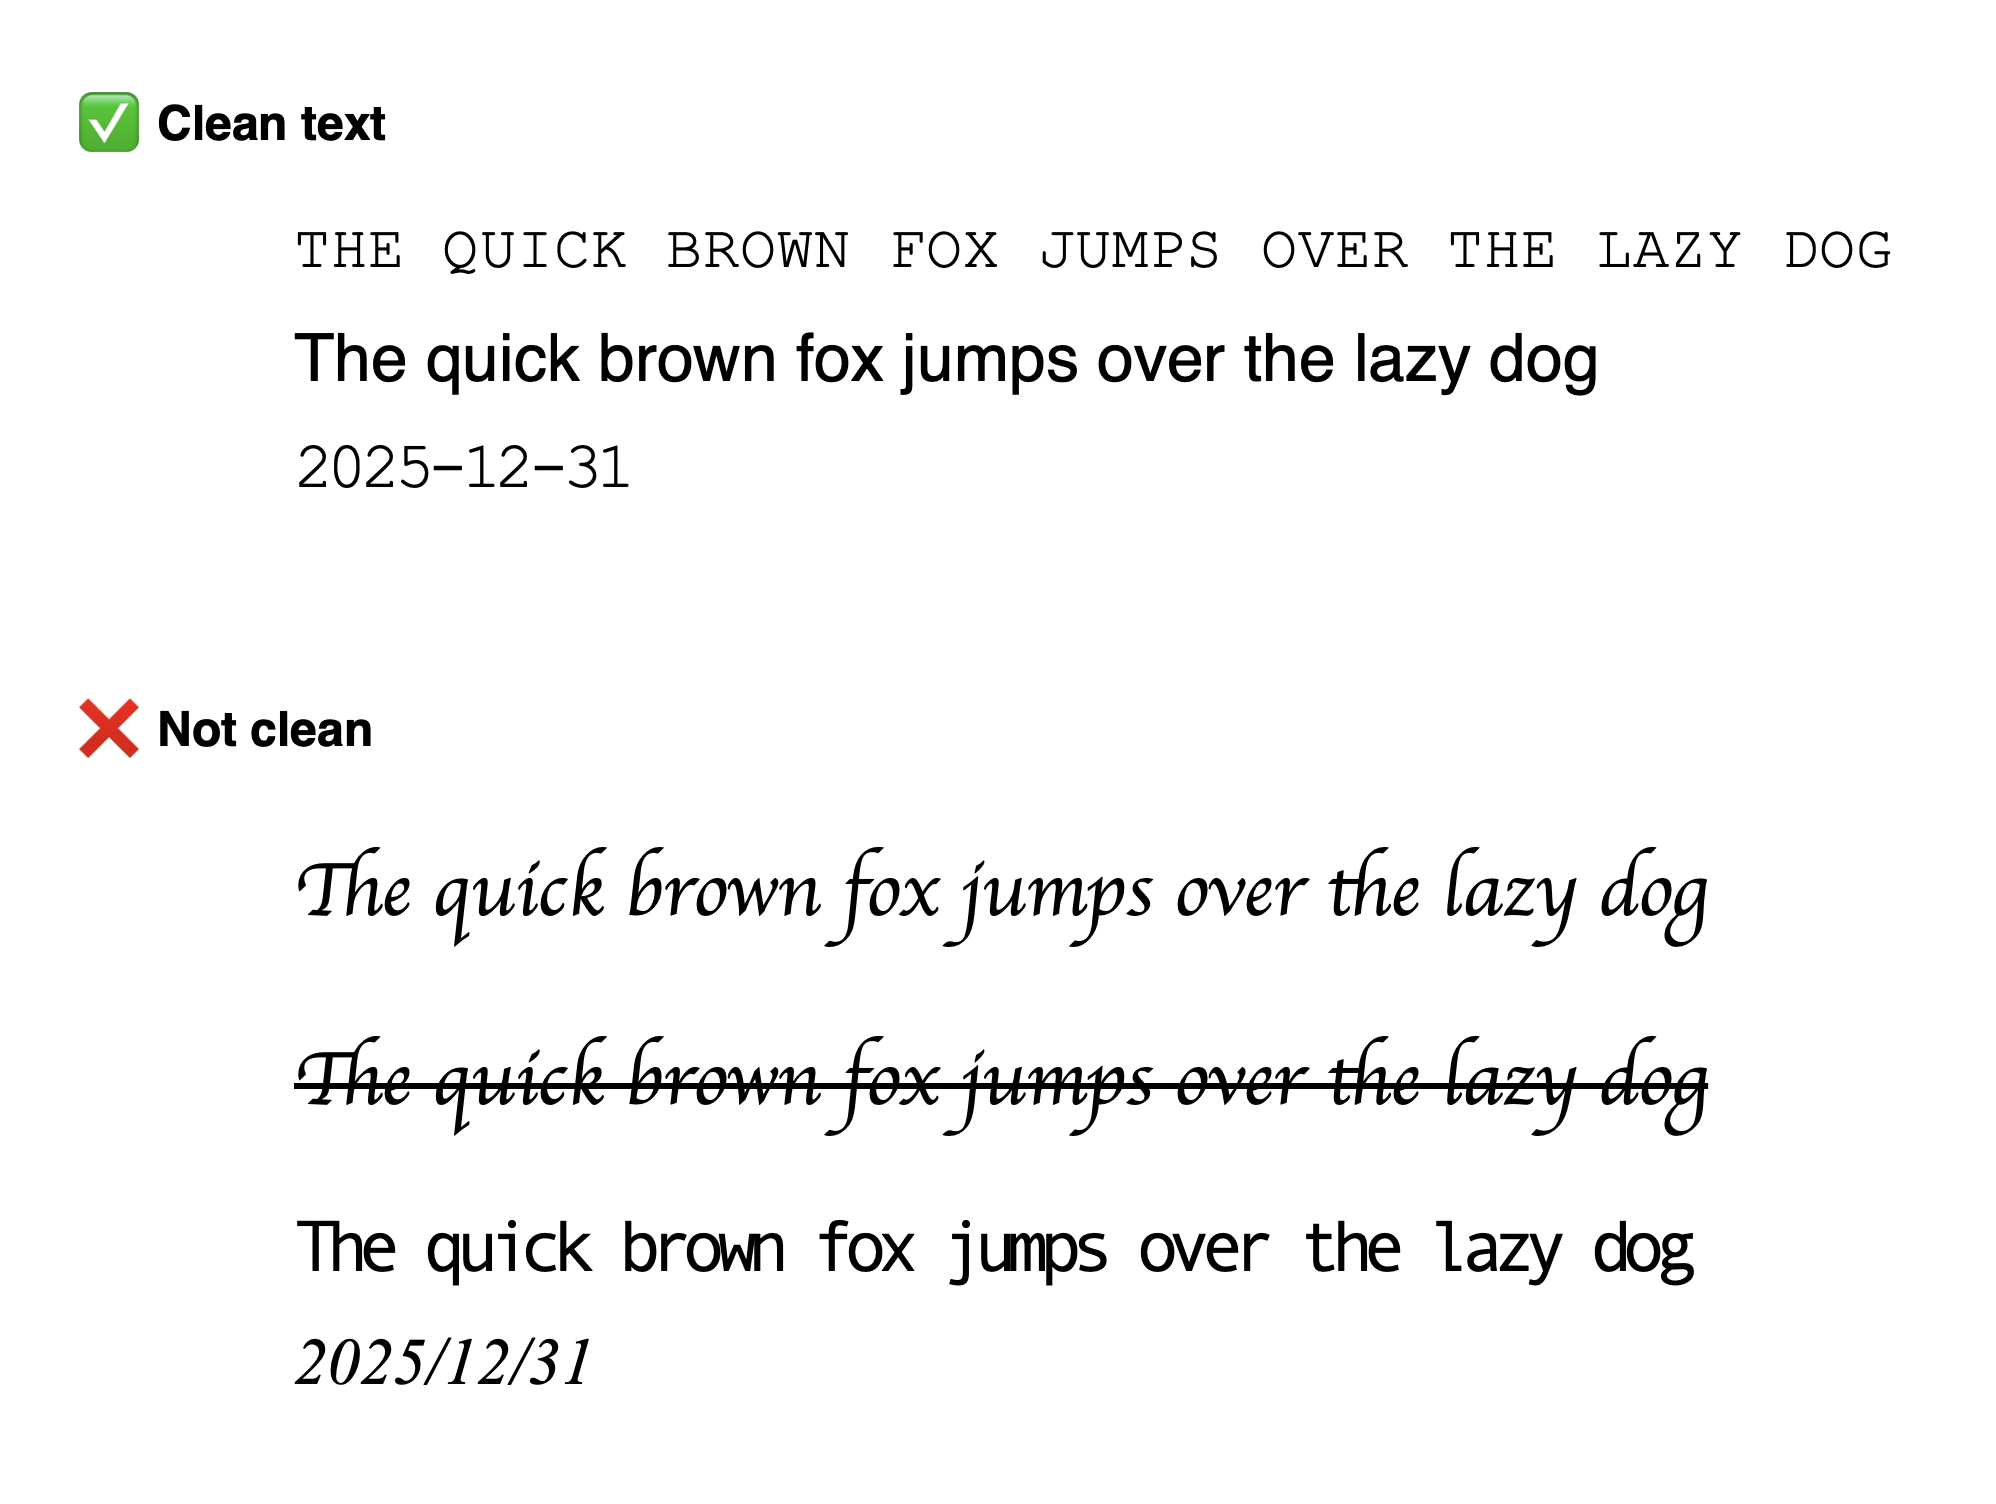 ✅ Clean text
THE QUICK BROWN FOX JUMPS OVER THE LAZY DOG
The quick brown fox jumps over the lazy dog
2025-12-31
❌ Not clean
The quick brown fox jumps over the lazy dog
The quick brown fox jumps over the lazy dog
The quick brown fox jumps over the lazy dog
2025/12/31